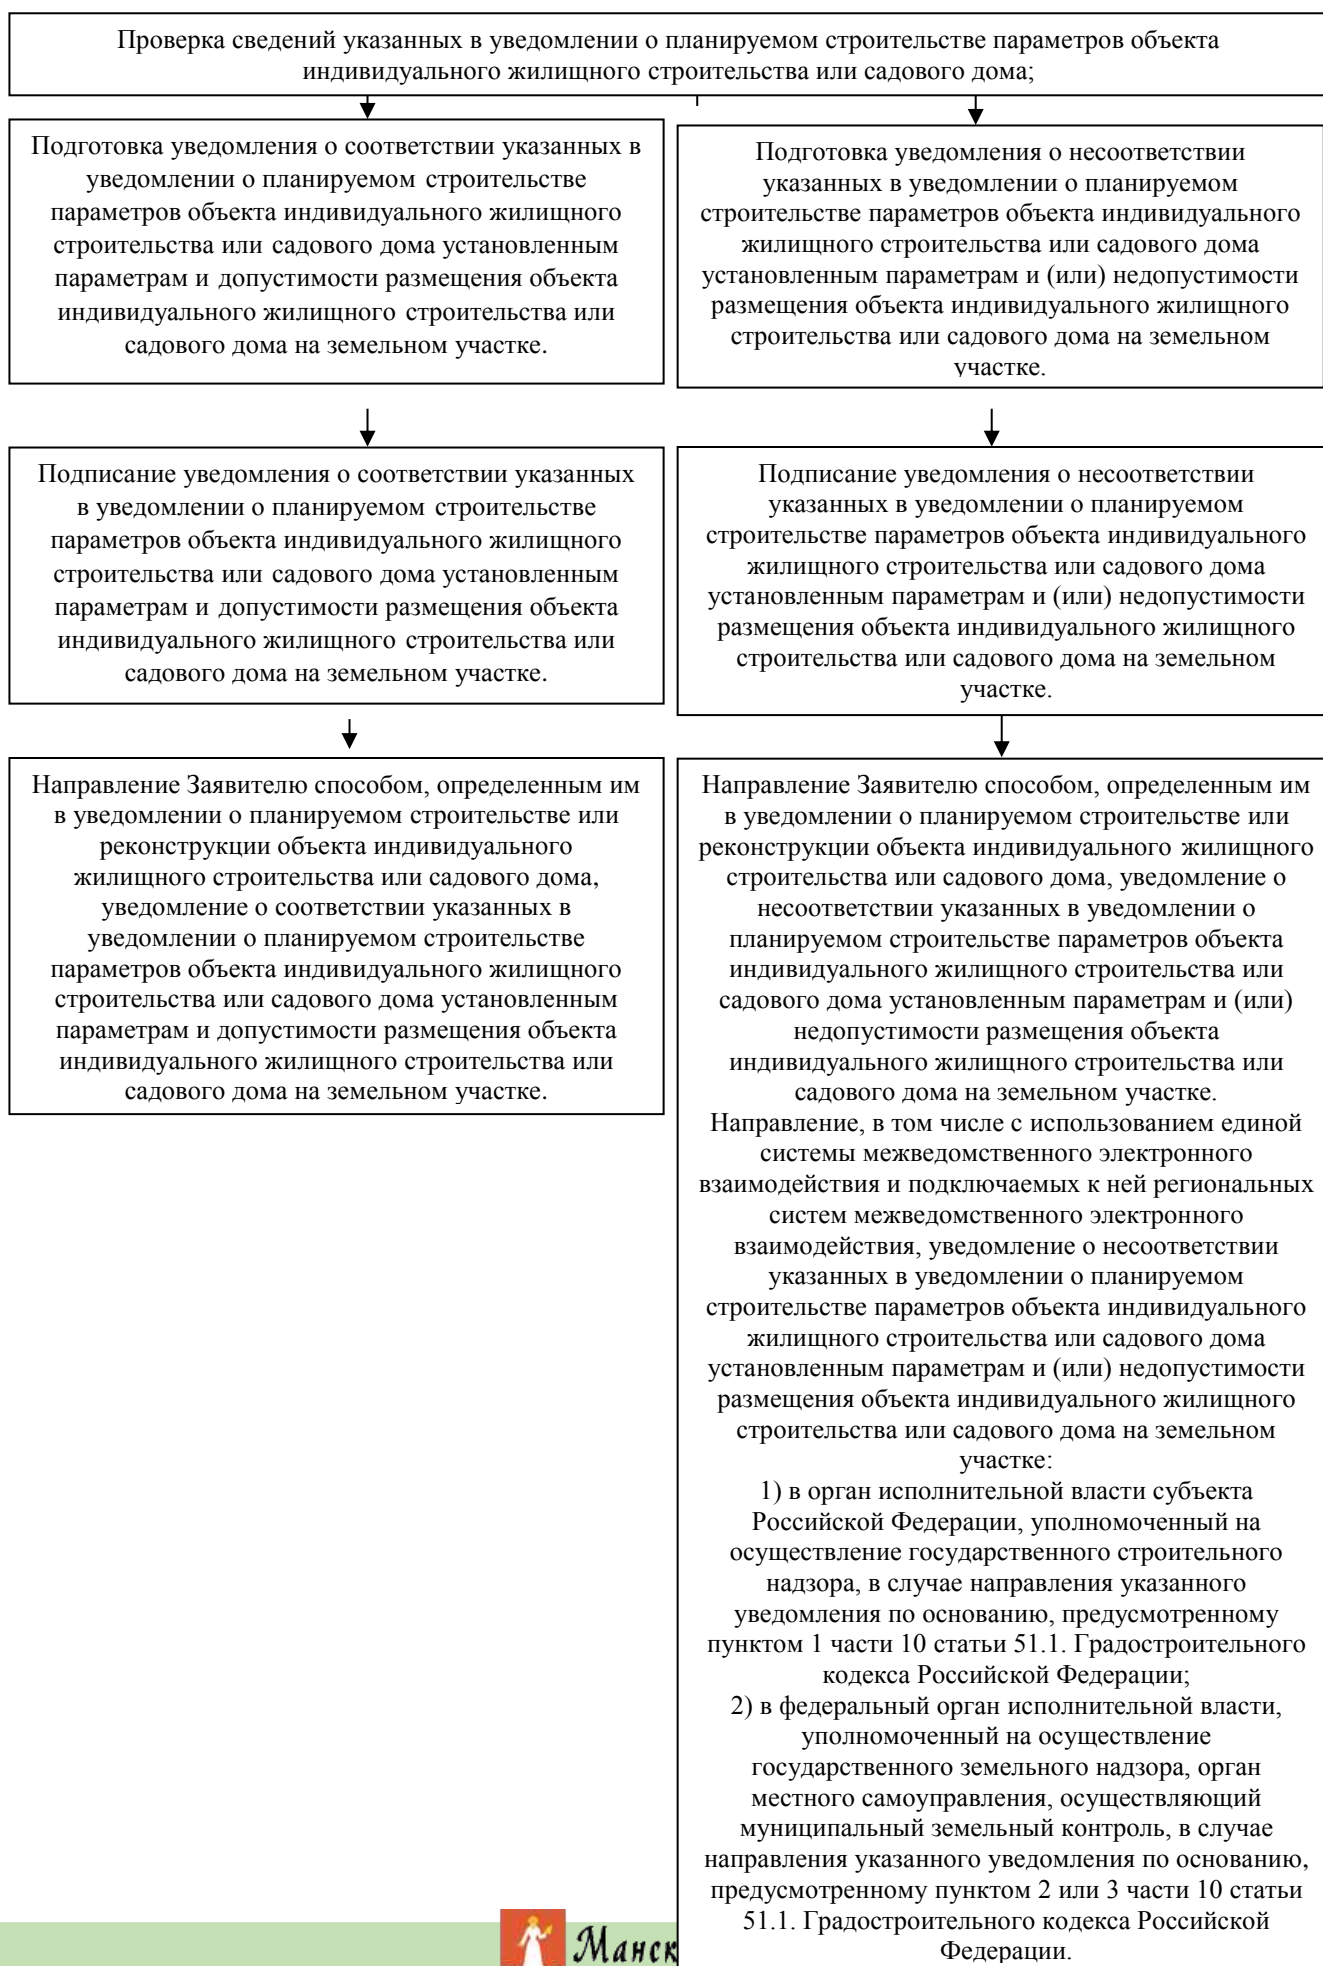 Проверка сведений указанных в уведомлении о планируемом строительстве параметров объекта
индивидуального жилищного строительства или садового дома;
Подготовка уведомления о соответствии указанных в
уведомлении о планируемом строительстве
параметров объекта индивидуального жилищного
строительства или садового дома установленным
параметрам и допустимости размещения объекта
индивидуального жилищного строительства или
садового дома на земельном участке.
Подготовка уведомления о несоответствии
указанных в уведомлении о планируемом
строительстве параметров объекта индивидуального
жилищного строительства или садового дома
установленным параметрам и (или) недопустимости
размещения объекта индивидуального жилищного
строительства или садового дома на земельном
участке.
Подписание уведомления о соответствии указанных
в уведомлении о планируемом строительстве
параметров объекта индивидуального жилищного
строительства или садового дома установленным
параметрам и допустимости размещения объекта
индивидуального жилищного строительства или
садового дома на земельном участке.
Подписание уведомления о несоответствии
указанных в уведомлении о планируемом
строительстве параметров объекта индивидуального
жилищного строительства или садового дома
установленным параметрам и (или) недопустимости
размещения объекта индивидуального жилищного
строительства или садового дома на земельном
участке.
Направление Заявителю способом, определенным им
в уведомлении о планируемом строительстве или
реконструкции объекта индивидуального
жилищного строительства или садового дома,
уведомление о соответствии указанных в
уведомлении о планируемом строительстве
параметров объекта индивидуального жилищного
строительства или садового дома установленным
параметрам и допустимости размещения объекта
индивидуального жилищного строительства или
садового дома на земельном участке.
Направление Заявителю способом, определенным им
в уведомлении о планируемом строительстве или
реконструкции объекта индивидуального жилищного
строительства или садового дома, уведомление о
несоответствии указанных в уведомлении о
планируемом строительстве параметров объекта
индивидуального жилищного строительства или
садового дома установленным параметрам и (или)
недопустимости размещения объекта
индивидуального жилищного строительства или
садового дома на земельном участке.
Направление, в том числе с использованием единой
системы межведомственного электронного
взаимодействия и подключаемых к ней региональных
систем межведомственного электронного
взаимодействия, уведомление о несоответствии
указанных в уведомлении о планируемом
строительстве параметров объекта индивидуального
жилищного строительства или садового дома
установленным параметрам и (или) недопустимости
размещения объекта индивидуального жилищного
строительства или садового дома на земельном
участке:
1) в орган исполнительной власти субъекта
Российской Федерации, уполномоченный на
осуществление государственного строительного
надзора, в случае направления указанного
уведомления по основанию, предусмотренному
пунктом 1 части 10 статьи 51.1. Градостроительного
кодекса Российской Федерации;
2) в федеральный орган исполнительной власти,
уполномоченный на осуществление
государственного земельного надзора, орган
местного самоуправления, осуществляющий
муниципальный земельный контроль, в случае
направления указанного уведомления по основанию,
предусмотренному пунктом 2 или 3 части 10 статьи
51.1. Градостроительного кодекса Российской
Федерации.
Манск